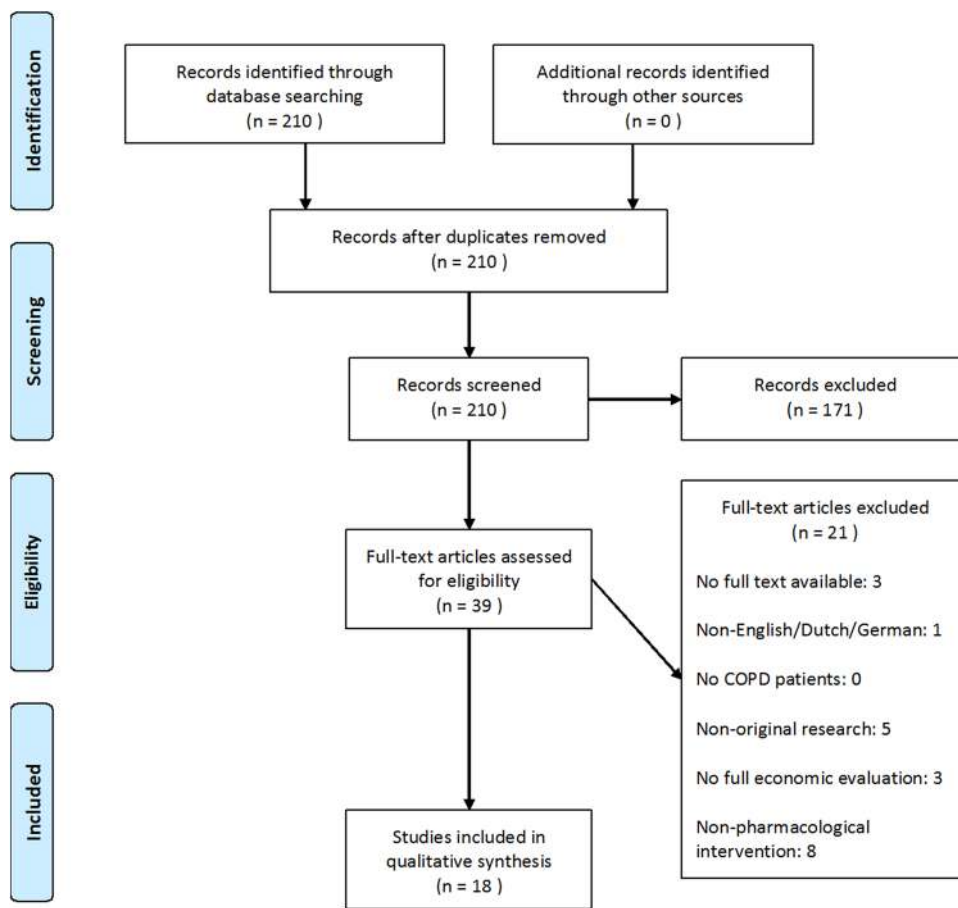 Identification
Records identified through
database searching
(n = 210 )
Additional records identified
through other sources
(n = 0 )
Records after duplicates removed
(n = 210 )
Screening
Records screened
(n = 210 )
Records excluded
(n = 171 )
Eligibility
Full-text articles assessed
for eligibility
(n = 39 )
Full-text articles excluded
(n = 21 )
No full text available: 3
Non-English/Dutch/German: 1
No COPD patients: 0
Non-original research: 5
No full economic evaluation: 3
Non-pharmacological
intervention: 8
Included
Studies included in
qualitative synthesis
(n = 18 )